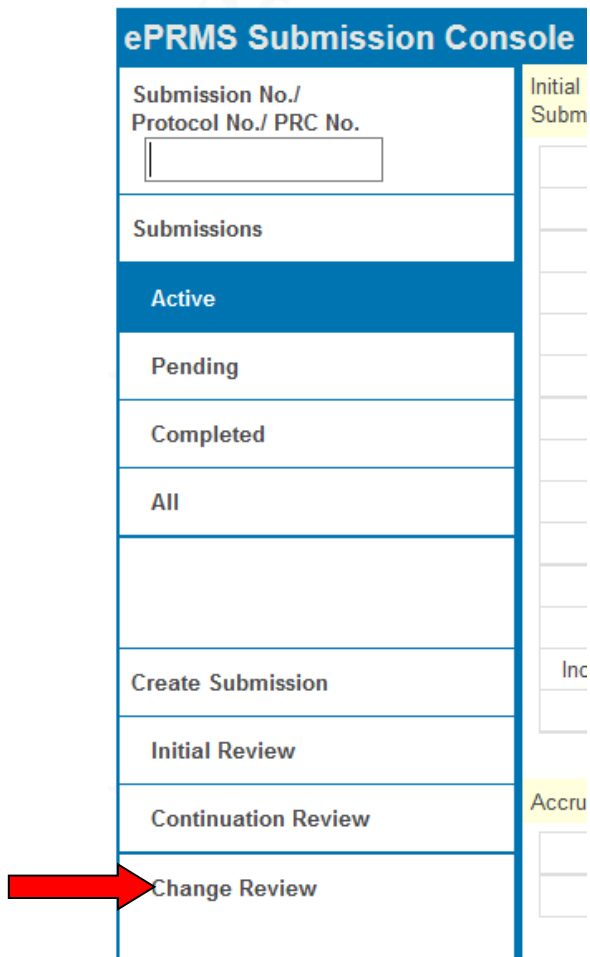 ePRMS Submission Console
Submission No./
Protocol No./ PRC No.
Submissions
Active
Pending
Completed
All
Create Submission
Initial Review
Continuation Review
Change Review
Initial
Subm
Inc
Accru